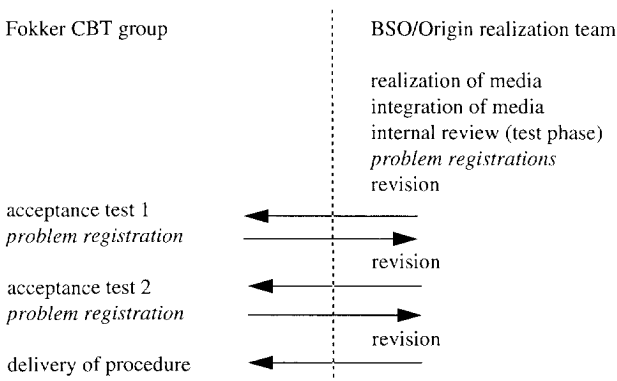 Fokker CBT group
BSO/Origin realization team
realization of media
integration of media
internal review (test phase)
problem registrations
revision
acceptance test 1
problem registration
revision
acceptance test 2
problem registration
revision
delivery of procedure